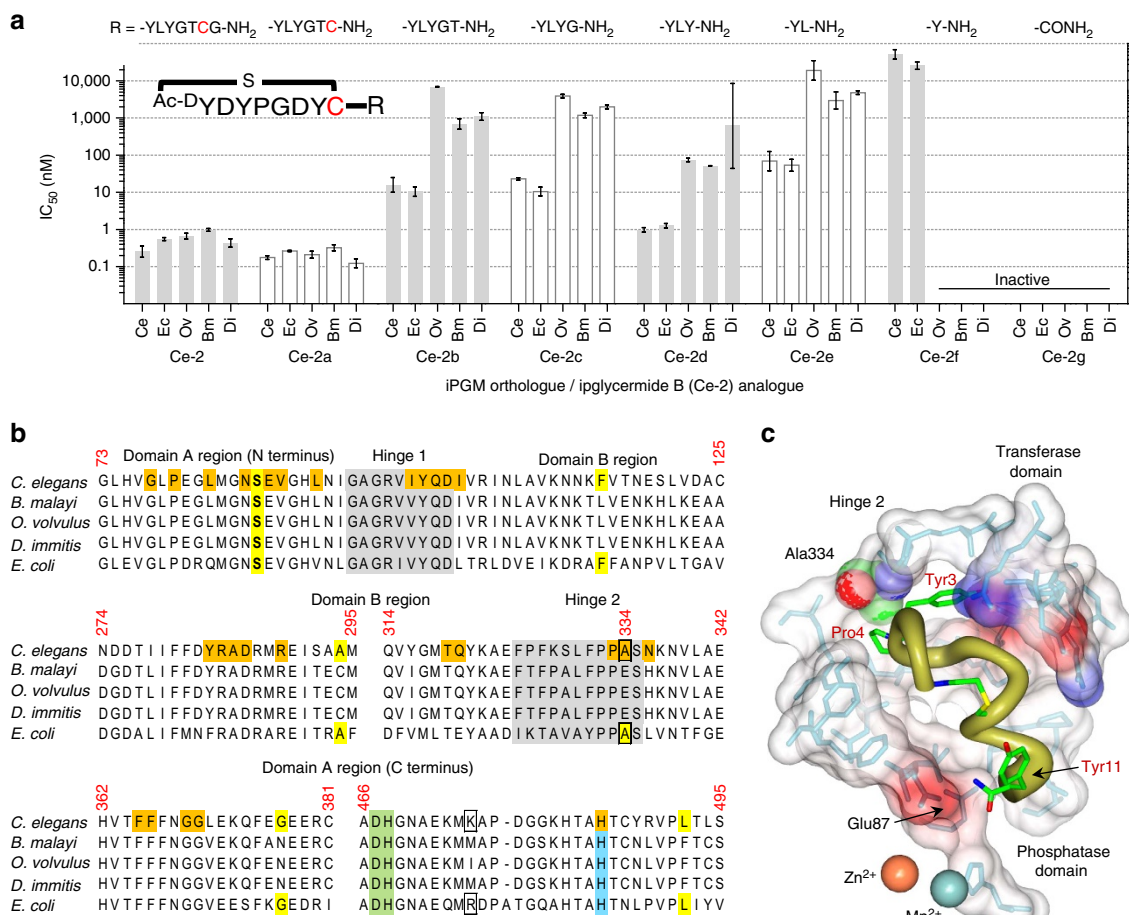 a
R = -YLYGTCG-NH2 -YLYGTC-NH2 -YLYGT-NH2 -YLYG-NH2 -YLY-NH2 -YL-NH2 -Y-NH2 -CONH2
S
Ac-DYDYPGDYC-R
IC50 (nM)
10,000
1,000
100
10
1
0.1
Inactive
Ce Ec Ov Bm Di Ce Ec Ov Bm Di Ce Ec Ov Bm Di Ce Ec Ov Bm Di Ce Ec Ov Bm Di Ce Ec Ov Bm Di Ce Ec Ov Bm Di Ce Ec Ov Bm Di
Ce-2 Ce-2a Ce-2b Ce-2c Ce-2d Ce-2e Ce-2f Ce-2g
iPGM orthologue / ipglycermide B (Ce-2) analogue
b
73 Domain A region (N terminus) Hinge 1 Domain B region 125
C. elegans GLHVGLPEGLMGNSEVGHLNIGAGRVIYQDIVRINLAVKNNKFVTNESLVDAC
B. malayi GLHVGLPEGLMGNSEVGHLNIGAGRVVYQDIVRINLAVKNKTLVENKHLKEAA
O. volvulus GLHVGLPEGLMGNSEVGHLNIGAGRVVYQDIVRINLAVKNKTLVENKHLKEAA
D. immitis GLHVGLPEGLMGNSEVGHLNIGAGRVVYQDIVRINLAVKNKTLVENKHLKEAA
E. coli GLEVGLPDRQMGNSEVGHVNLGAGRIVYQDLTRLDVEIKDRAFFANPVLTGAV
274 Domain B region 295 314 Hinge 2 334 342
C. elegans NDDTIIFFDYRADRMREISAAM QVYGMTQYKAEFPFKSLFPPASNKNVLAE
B. malayi DGDTLIFFDYRADRMREITECM QVIGMTQYKAEFTFPALFPPESHKNVLAE
O. volvulus DGDTLIFFDYRADRMREITECM QVIGMTQYKAEFTFPALFPPESHKNVLAE
D. immitis DGDTLIFFDYRADRMREITECM QVIGMTQYKAEFTFPALFPPESHKNVLAE
E. coli DGDALIFMNFRADRAREITRAF DFVMLTEYAADIKTAVAYPPASLVNTFGE
Domain A region (C terminus)
362 381 466 495
C. elegans HVTFFFNGGLEKQFEGEERC ADHGNAEKMKAP-DGGKHTAHTCYRVPLTLS
B. malayi HVTFFFNGGVEKQFENEERC ADHGNAEKMMAP-DGGKHTAHTCNLVPFTCS
O. volvulus HVTFFFNGGVEKQFENEERC ADHGNAEKMIAP-DGSKHTAHTCNLVPFTCS
D. immitis HVTFFFNGGVEKQFENEERC ADHGNAEKMMAP-DGGKHTAHTCNLVPFTCS
E. coli HVTFFFNGGVEESFKGEDRI ADHGNAEQMRDPATGQAHTAHTNLPVPLIYV
c
Transferase
domain
Hinge 2
Ala334
Tyr3
Pro4
Tyr11
Glu87
Phosphatase
domain
Zn2+
Mn2+